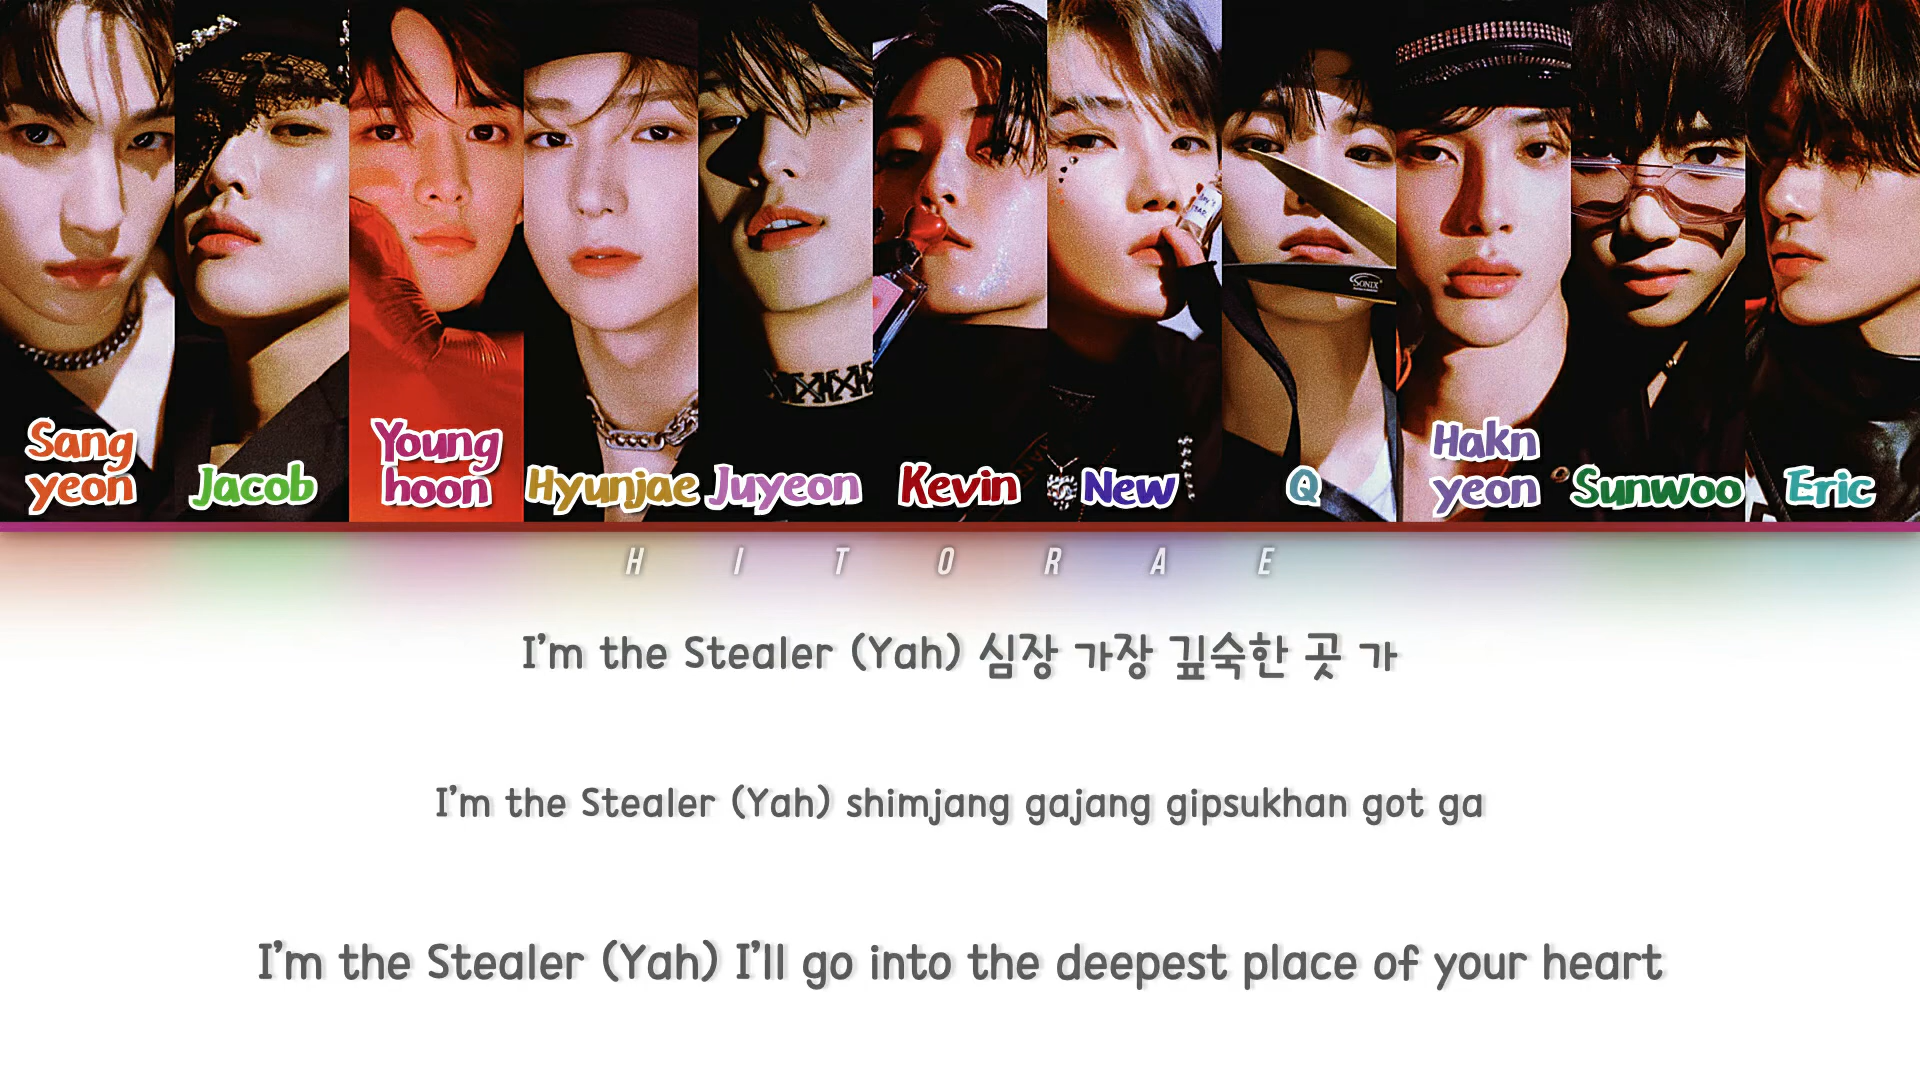 Sang
yeon
Jacob
Young
hoon
Hyunjae
Juyeon
Kevin
New
Q
Hakn
yeon
Sunwoo
Eric
SONIX
HITORAE
I'm the Stealer (Yah) 심장 가장 깊숙한 곳 가
I'm the Stealer (Yah) shimjang gajang gipsukhan got ga
I'm the Stealer (Yah) I'll go into the deepest place of your heart